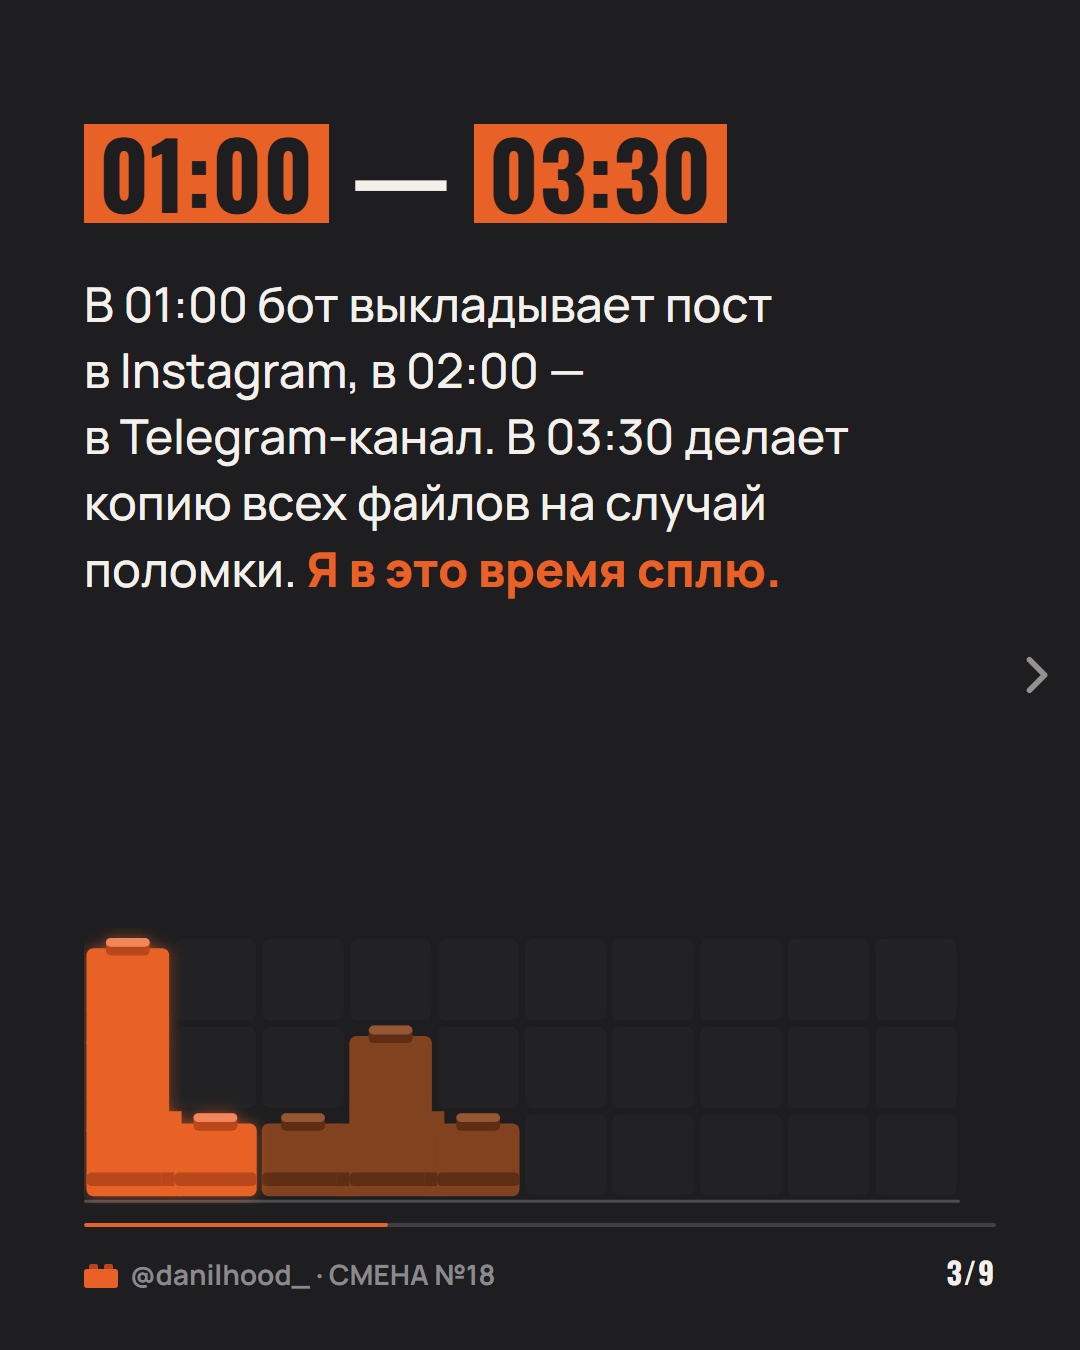 01:00 — 03:30
В 01:00 бот выкладывает пост
в Instagram, в 02:00 —
в Telegram-канал. В 03:30 делает
копию всех файлов на случай
поломки. Я в это время сплю.
@danilhood_ · СМЕНА №18
3/9